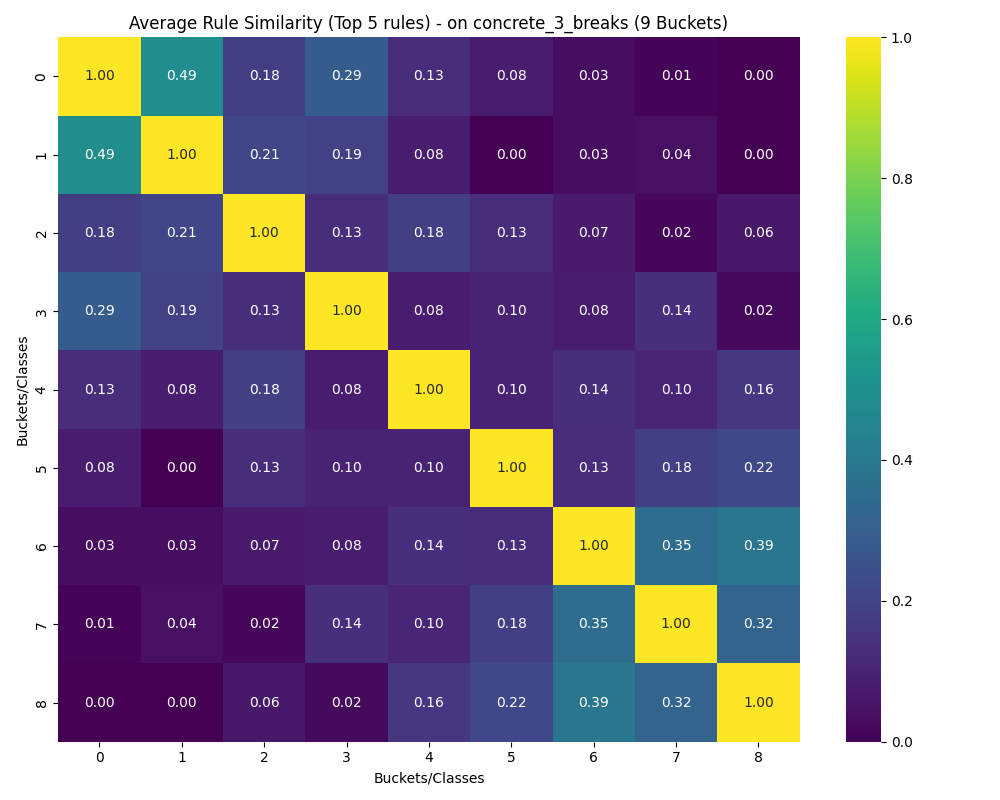 Average Rule Similarity (Top 5 rules) - on concrete_3_breaks (9 Buckets)
0 1.00 0.49 0.18 0.29 0.13 0.08 0.03 0.01 0.00
1 0.49 1.00 0.21 0.19 0.08 0.00 0.03 0.04 0.00
2 0.18 0.21 1.00 0.13 0.18 0.13 0.07 0.02 0.06
3 0.29 0.19 0.13 1.00 0.08 0.10 0.08 0.14 0.02
4 0.13 0.08 0.18 0.08 1.00 0.10 0.14 0.10 0.16
5 0.08 0.00 0.13 0.10 0.10 1.00 0.13 0.18 0.22
6 0.03 0.03 0.07 0.08 0.14 0.13 1.00 0.35 0.39
7 0.01 0.04 0.02 0.14 0.10 0.18 0.35 1.00 0.32
8 0.00 0.00 0.06 0.02 0.16 0.22 0.39 0.32 1.00
0 1 2 3 4 5 6 7 8
Buckets/Classes
Buckets/Classes
1.0
0.8
0.6
0.4
0.2
0.0